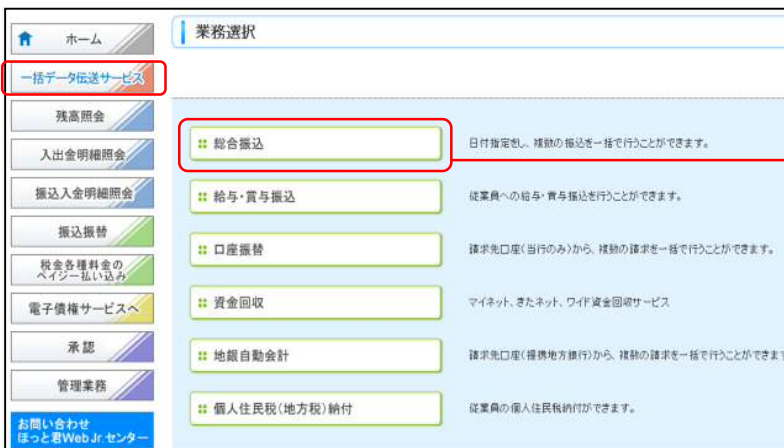 ホーム
業務選択
一括データ伝送サービス
残高照会
入出金明細照会
振込入金明細照会
振込振替
税金各種料金の
ペイジー払い込み
電子債権サービスへ
承認
管理業務
お問い合わせ
ほっと君Web Jr.センター
総合振込
日付指定をし、複数の振込を一括で行うことができます。
給与・賞与振込
従業員への給与・賞与振込を行うことができます。
口座振替
請求先口座(当行のみ)から、複数の請求を一括で行うことができます。
資金回収
マイネット、きたネット、ワイド資金回収サービス
地銀自動会計
請求先口座(提携地方銀行)から、複数の請求を一括で行うことができます
個人住民税(地方税)納付
従業員の個人住民税納付ができます。